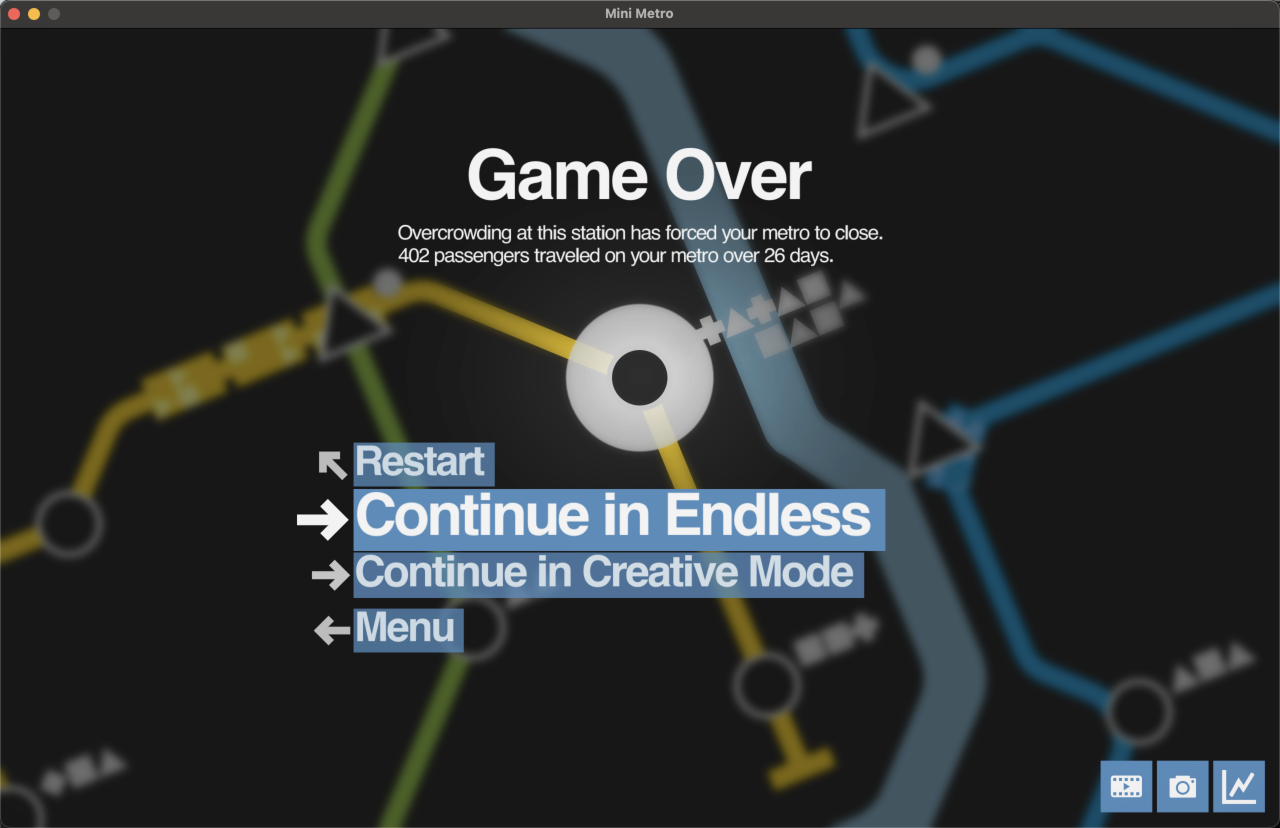 Mini Metro
Game Over
Overcrowding at this station has forced your metro to close.
402 passengers traveled on your metro over 26 days.
Restart
Continue in Endless
Continue in Creative Mode
Menu